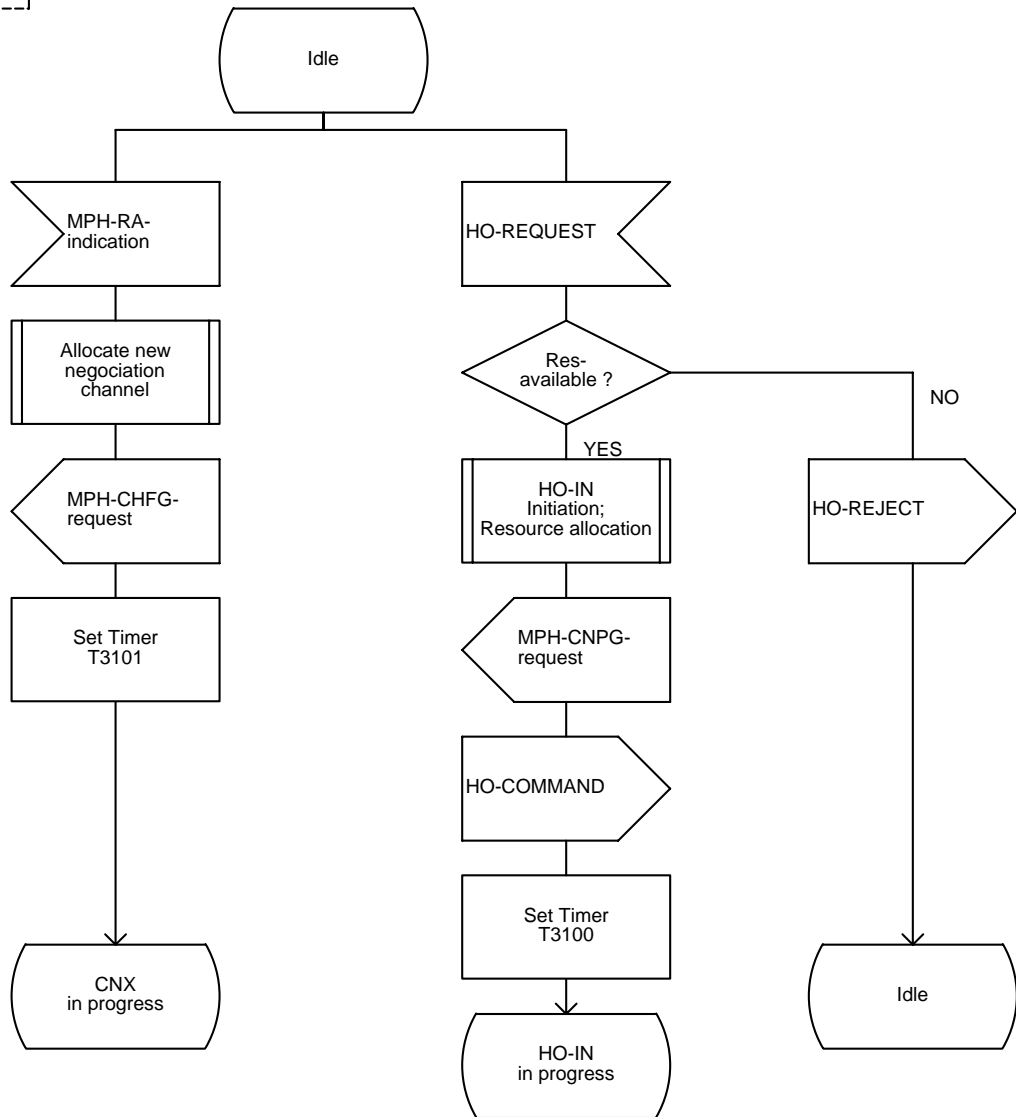 Idle
MPH-RA-
indication
HO-REQUEST
Allocate new
negociation
channel
Res-
available ?
NO
YES
MPH-CHFG-
request
HO-IN
Initiation;
Resource allocation
HO-REJECT
Set Timer
T3101
MPH-CNPG-
request
HO-COMMAND
Set Timer
T3100
CNX
in progress
Idle
HO-IN
in progress